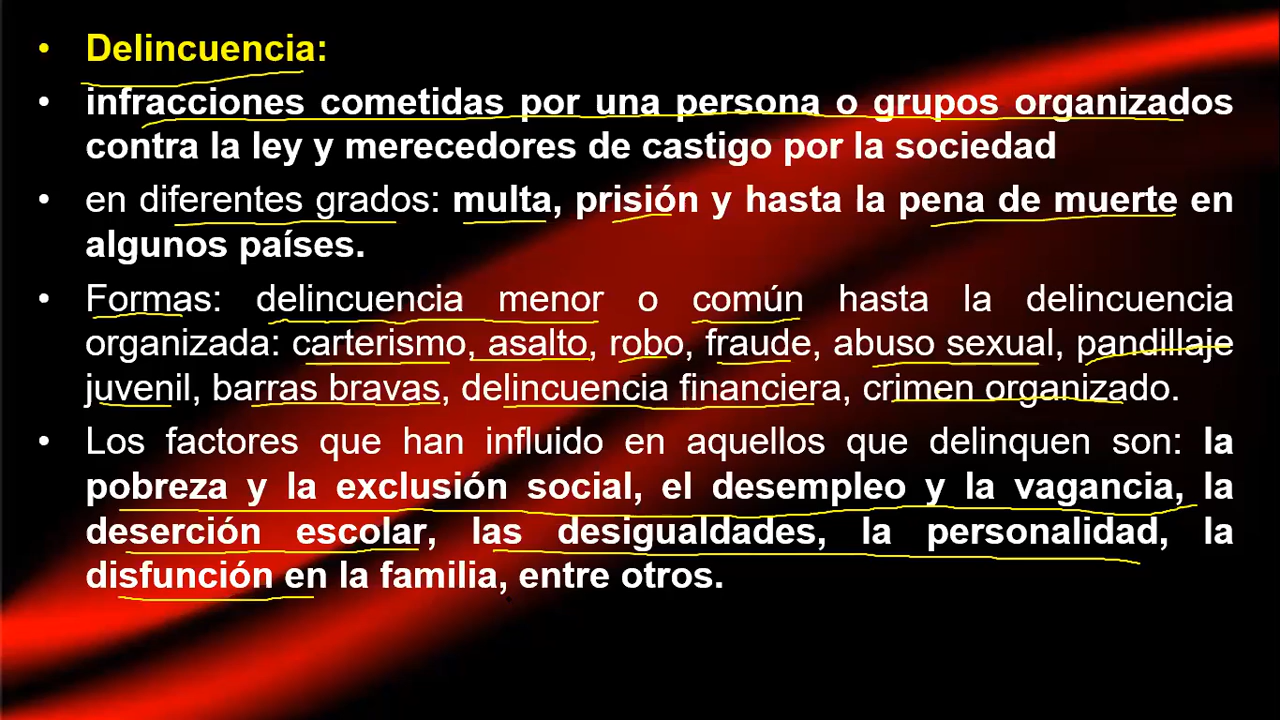 • Delincuencia:
• infracciones cometidas por una persona o grupos organizados
contra la ley y merecedores de castigo por la sociedad
• en diferentes grados: multa, prisión y hasta la pena de muerte en
algunos países.
• Formas: delincuencia menor o común hasta la delincuencia
organizada: carterismo, asalto, robo, fraude, abuso sexual, pandillaje
juvenil, barras bravas, delincuencia financiera, crimen organizado.
• Los factores que han influido en aquellos que delinquen son: la
pobreza y la exclusión social, el desempleo y la vagancia, la
deserción escolar, las desigualdades, la personalidad, la
disfunción en la familia, entre otros.